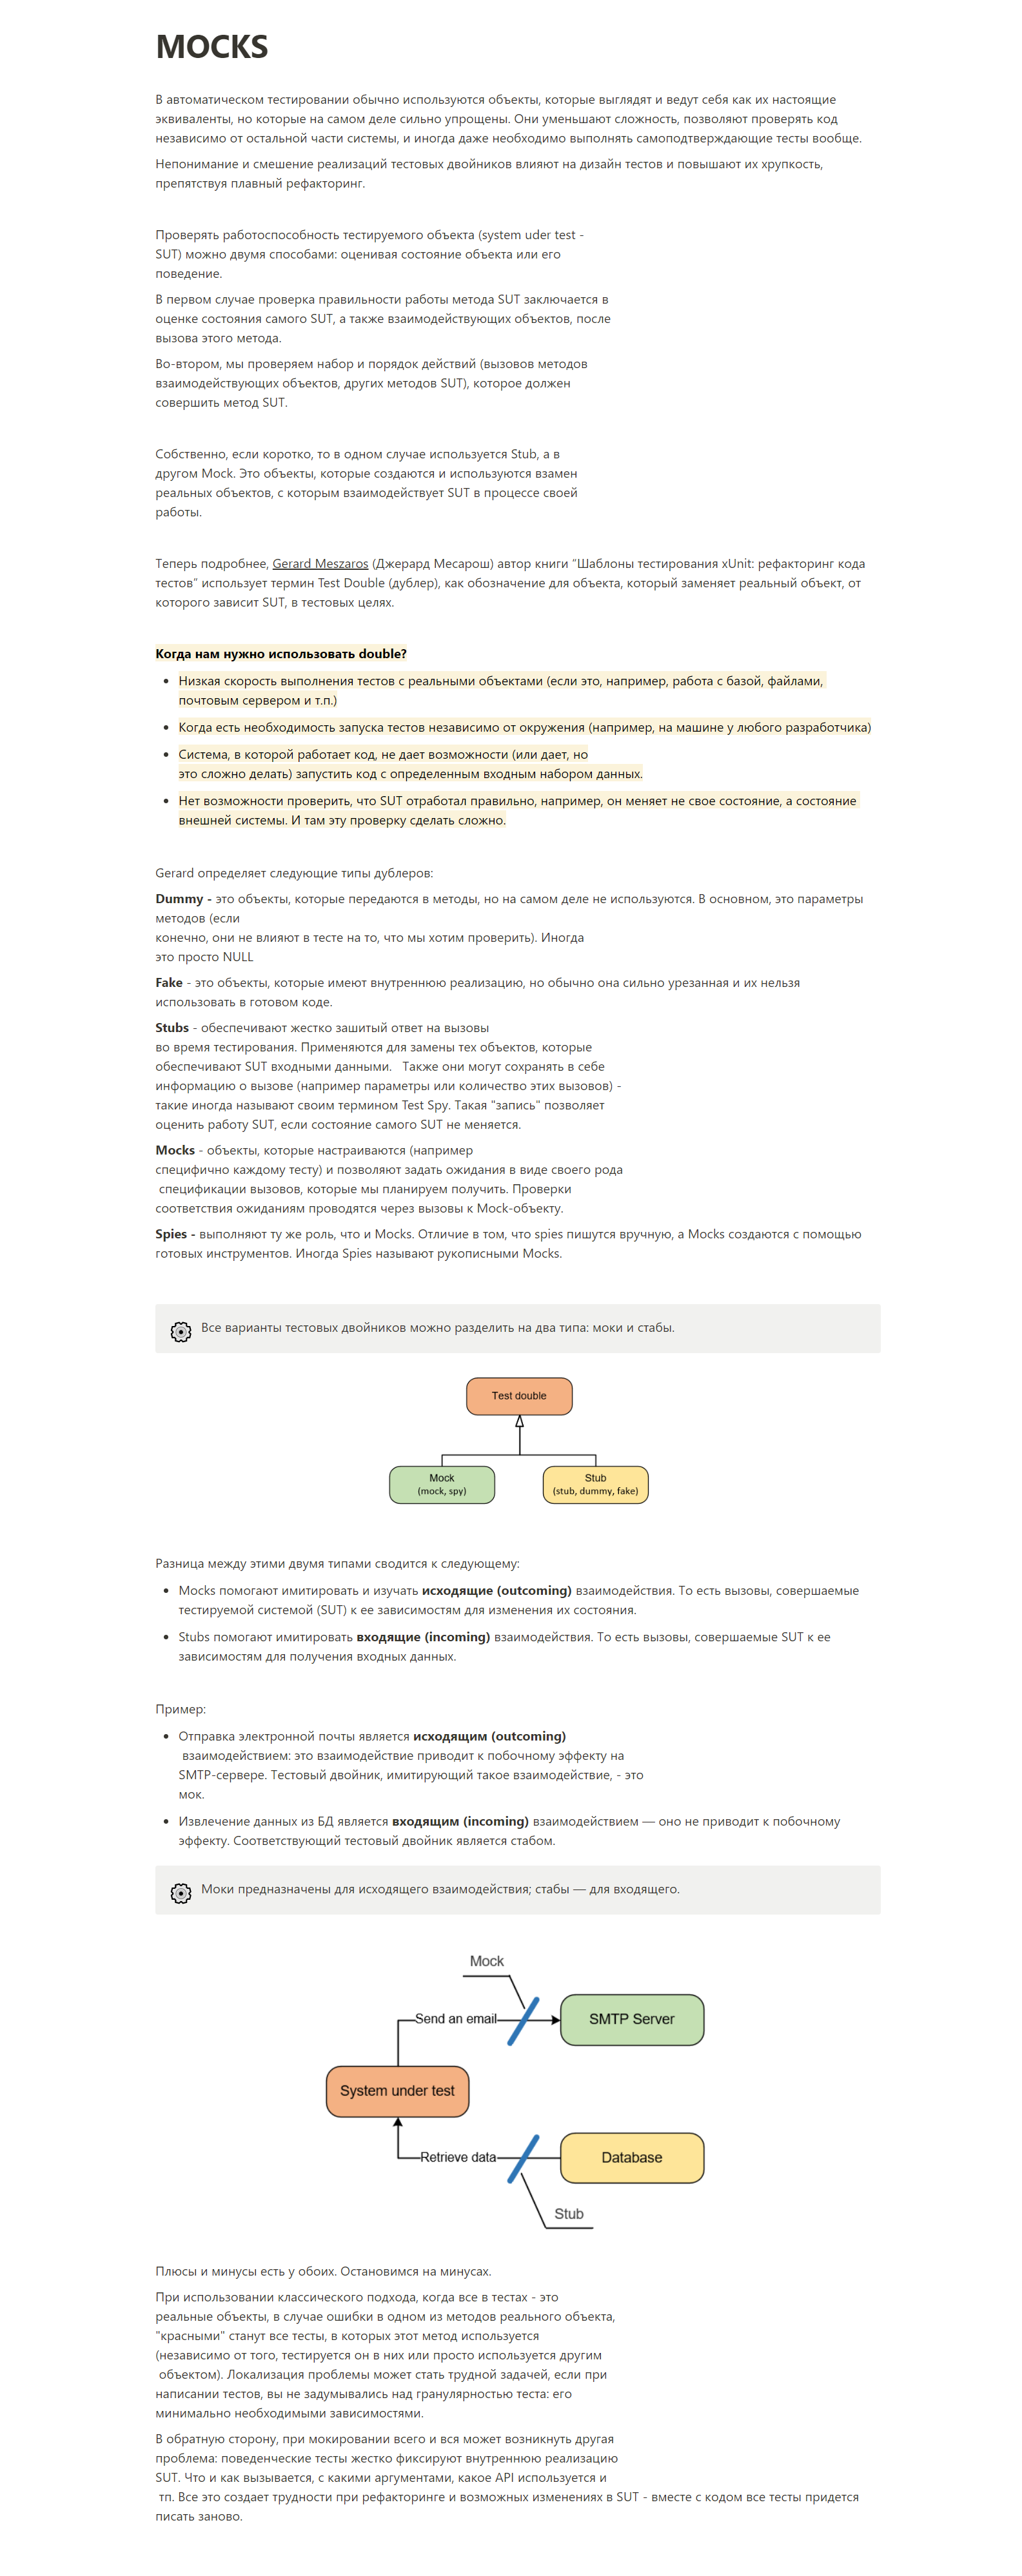 MOCKS
В автоматическом тестировании обычно используются объекты, которые выглядят и ведут себя как их настоящие
эквиваленты, но которые на самом деле сильно упрощены. Они уменьшают сложность, позволяют проверять код
независимо от остальной части системы, и иногда даже необходимо выполнять самоподтверждающие тесты вообще.
Непонимание и смешение реализаций тестовых двойников влияют на дизайн тестов и повышают их хрупкость,
препятствуя плавный рефакторинг.
Проверять работоспособность тестируемого объекта (system uder test -
SUT) можно двумя способами: оценивая состояние объекта или его
поведение.
В первом случае проверка правильности работы метода SUT заключается в
оценке состояния самого SUT, а также взаимодействующих объектов, после
вызова этого метода.
Во-втором, мы проверяем набор и порядок действий (вызовов методов
взаимодействующих объектов, других методов SUT), которое должен
совершить метод SUT.
Собственно, если коротко, то в одном случае используется Stub, а в
другом Mock. Это объекты, которые создаются и используются взамен
реальных объектов, с которым взаимодействует SUT в процессе своей
работы.
Теперь подробнее, Gerard Meszaros (Джерард Месарош) автор книги "Шаблоны тестирования xUnit: рефакторинг кода
тестов" использует термин Test Double (дублер), как обозначение для объекта, который заменяет реальный объект, от
которого зависит SUT, в тестовых целях.
Когда нам нужно использовать double?
• Низкая скорость выполнения тестов с реальными объектами (если это, например, работа с базой, файлами,
почтовым сервером и т.п.)
• Когда есть необходимость запуска тестов независимо от окружения (например, на машине у любого разработчика)
• Система, в которой работает код, не дает возможности (или дает, но
это сложно делать) запустить код с определенным входным набором данных.
• Нет возможности проверить, что SUT отработал правильно, например, он меняет не свое состояние, а состояние
внешней системы. И там эту проверку сделать сложно.
Gerard определяет следующие типы дублеров:
Dummy - это объекты, которые передаются в методы, но на самом деле не используются. В основном, это параметры
методов (если
конечно, они не влияют в тесте на то, что мы хотим проверить). Иногда
это просто NULL
Fake - это объекты, которые имеют внутреннюю реализацию, но обычно она сильно урезанная и их нельзя
использовать в готовом коде.
Stubs - обеспечивают жестко зашитый ответ на вызовы
во время тестирования. Применяются для замены тех объектов, которые
обеспечивают SUT входными данными.   Также они могут сохранять в себе
информацию о вызове (например параметры или количество этих вызовов) -
такие иногда называют своим термином Test Spy. Такая "запись" позволяет
оценить работу SUT, если состояние самого SUT не меняется.
Mocks - объекты, которые настраиваются (например
специфично каждому тесту) и позволяют задать ожидания в виде своего рода
спецификации вызовов, которые мы планируем получить. Проверки
соответствия ожиданиям проводятся через вызовы к Mock-объекту.
Spies - выполняют ту же роль, что и Mocks. Отличие в том, что spies пишутся вручную, а Mocks создаются с помощью
готовых инструментов. Иногда Spies называют рукописными Mocks.
Все варианты тестовых двойников можно разделить на два типа: моки и стабы.
Test double
Mock
(mock, spy)
Stub
(stub, dummy, fake)
Разница между этими двумя типами сводится к следующему:
• Mocks помогают имитировать и изучать исходящие (outcoming) взаимодействия. То есть вызовы, совершаемые
тестируемой системой (SUT) к ее зависимостям для изменения их состояния.
• Stubs помогают имитировать входящие (incoming) взаимодействия. То есть вызовы, совершаемые SUT к ее
зависимостям для получения входных данных.
Пример:
• Отправка электронной почты является исходящим (outcoming)
взаимодействием: это взаимодействие приводит к побочному эффекту на
SMTP-сервере. Тестовый двойник, имитирующий такое взаимодействие, - это
мок.
• Извлечение данных из БД является входящим (incoming) взаимодействием — оно не приводит к побочному
эффекту. Соответствующий тестовый двойник является стабом.
Моки предназначены для исходящего взаимодействия; стабы — для входящего.
Mock
Send an email
SMTP Server
System under test
Retrieve data
Database
Stub
Плюсы и минусы есть у обоих. Остановимся на минусах.
При использовании классического подхода, когда все в тестах - это
реальные объекты, в случае ошибки в одном из методов реального объекта,
"красными" станут все тесты, в которых этот метод используется
(независимо от того, тестируется он в них или просто используется другим
объектом). Локализация проблемы может стать трудной задачей, если при
написании тестов, вы не задумывались над гранулярностью теста: его
минимально необходимыми зависимостями.
В обратную сторону, при мокировании всего и вся может возникнуть другая
проблема: поведенческие тесты жестко фиксируют внутреннюю реализацию
SUT. Что и как вызывается, с какими аргументами, какое API используется и
тп. Все это создает трудности при рефакторинге и возможных изменениях в SUT - вместе с кодом все тесты придется
писать заново.